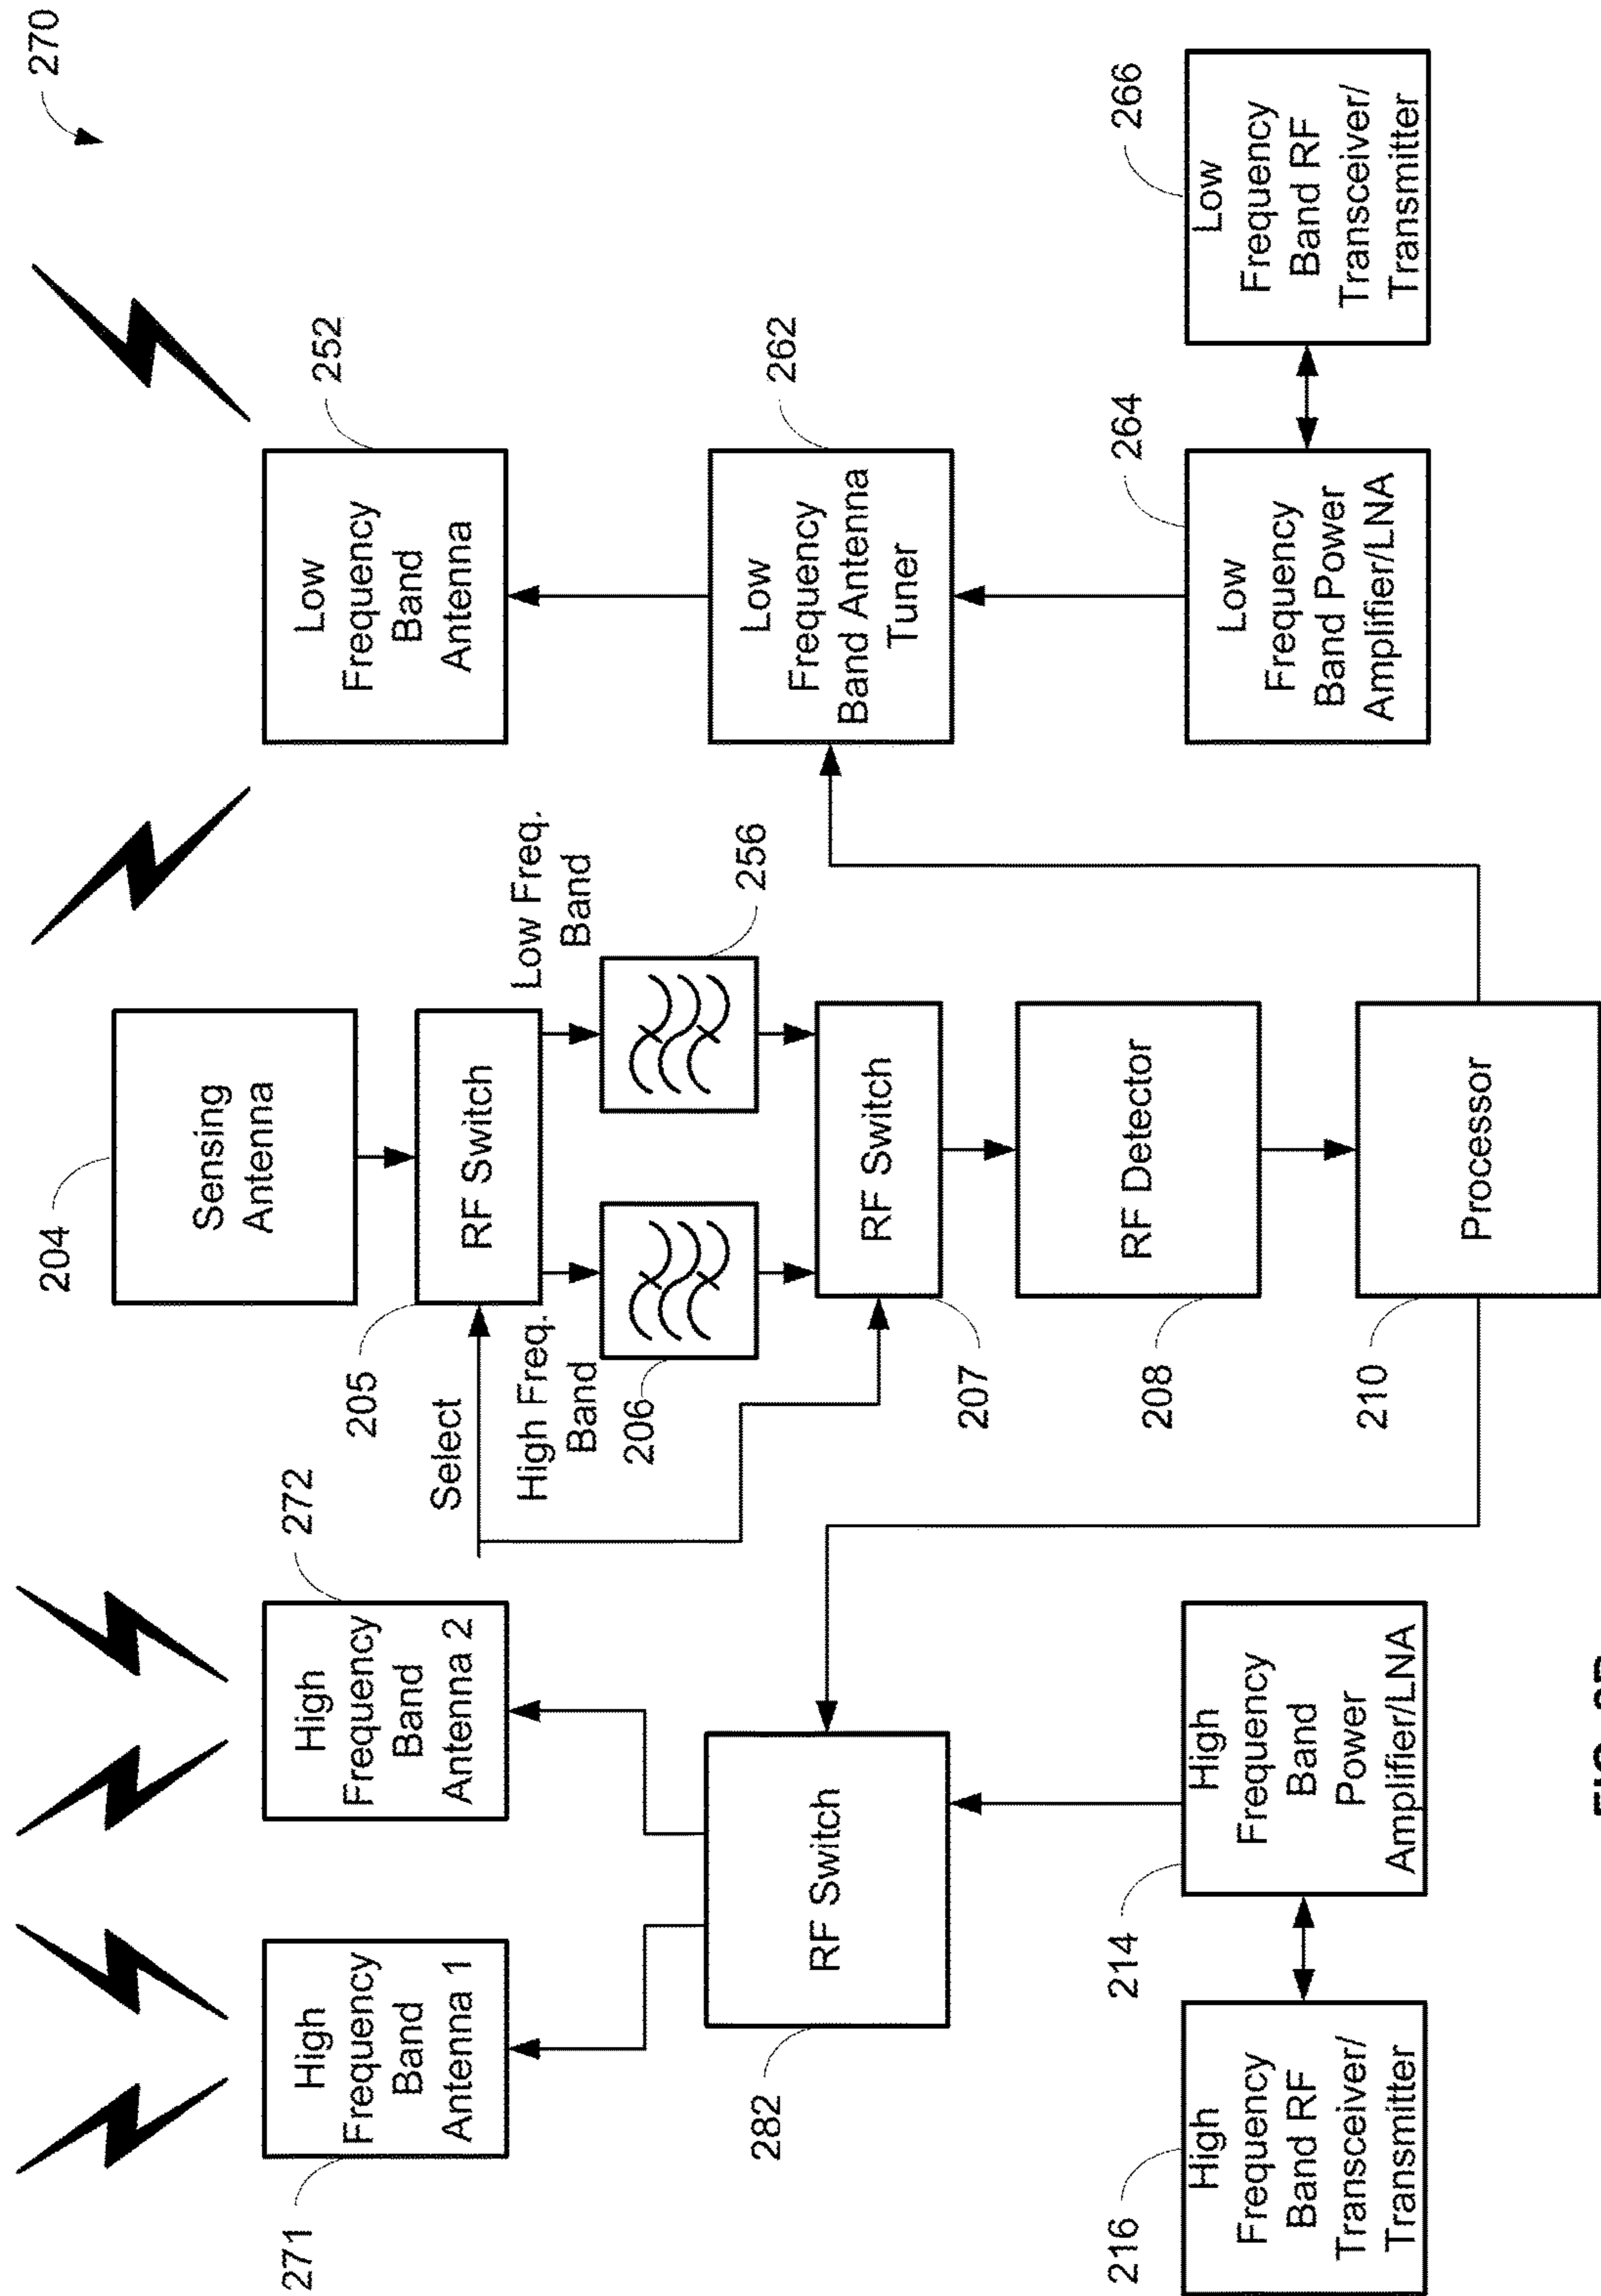 270
204
Sensing
Antenna
271
High
Frequency
Band
Antenna 1
272
High
Frequency
Band
Antenna 2
Select
205
RF Switch
252
Low
Frequency
Band
Antenna
High Freq.
Band
206
Low Freq.
Band
256
282
RF Switch
207
RF Switch
262
Low
Frequency
Band Antenna
Tuner
208
RF Detector
216
High
Frequency
Band RF
Transceiver/
Transmitter
214
High
Frequency
Band
Power
Amplifier/LNA
210
Processor
264
Low
Frequency
Band Power
Amplifier/LNA
266
Low
Frequency
Band RF
Transceiver/
Transmitter